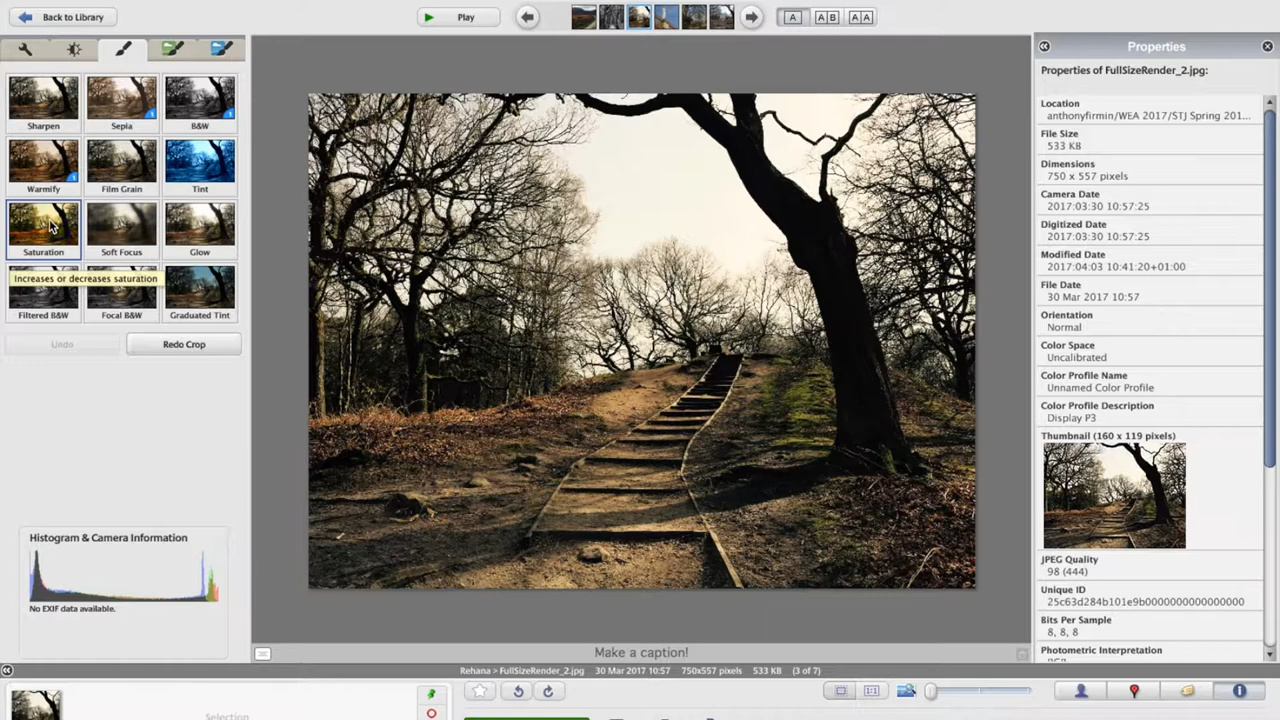 Back to Library
Play
A
A B
A A
Properties
Properties of FullSizeRender_2.jpg:
Sharpen
Sepia
B&W
Warmify
Film Grain
Tint
Saturation
Soft Focus
Glow
Increases or decreases saturation
Filtered B&W
Focal B&W
Graduated Tint
Undo
Redo Crop
Histogram & Camera Information
No EXIF data available.
Location
anthonyfirmin/WEA 2017/STJ Spring 201...
File Size
533 KB
Dimensions
750 x 557 pixels
Camera Date
2017:03:30 10:57:25
Digitized Date
2017:03:30 10:57:25
Modified Date
2017:04:03 10:41:20+01:00
File Date
30 Mar 2017 10:57
Orientation
Normal
Color Space
Uncalibrated
Color Profile Name
Unnamed Color Profile
Color Profile Description
Display P3
Thumbnail (160 x 119 pixels)
JPEG Quality
98 (444)
Unique ID
25c63d284b101e9b0000000000000000
Bits Per Sample
8, 8, 8
Photometric Interpretation
Make a caption!
Rehana > FullSizeRender_2.jpg 30 Mar 2017 10:57 750x557 pixels 533 KB (3 of 7)
Selection
1:1